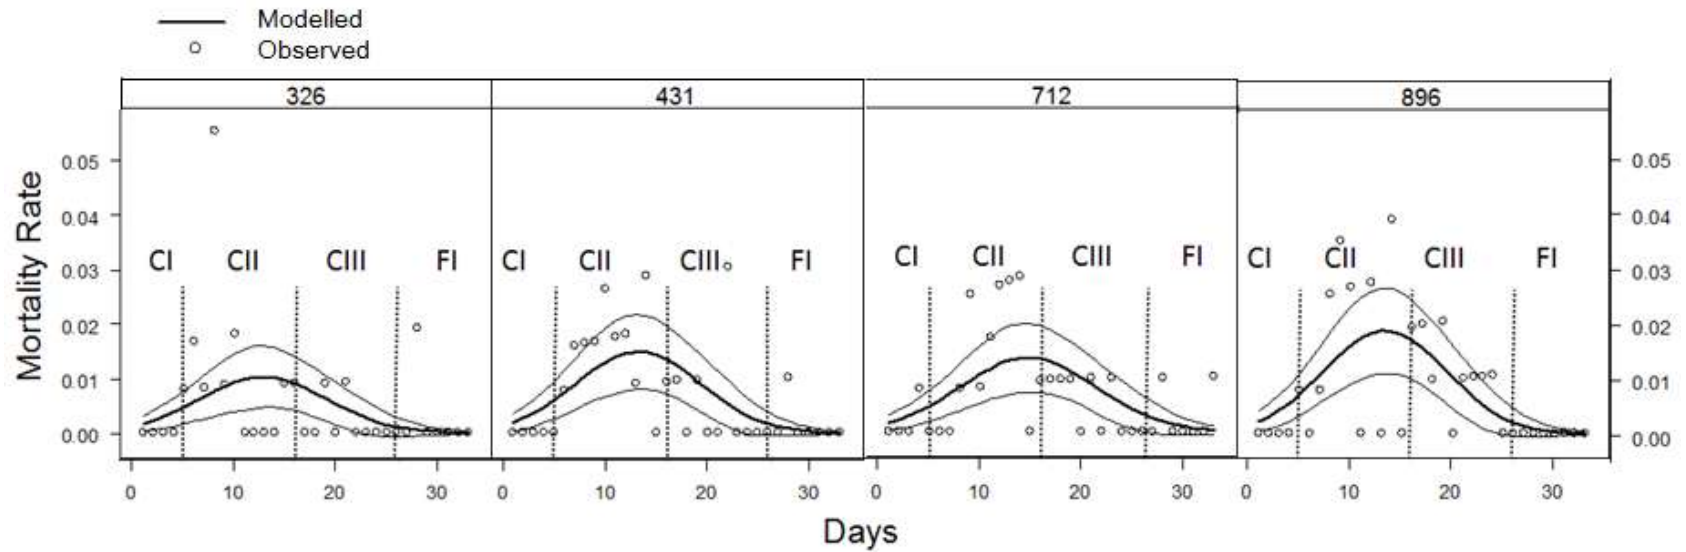 Modelled
Observed
326 431 712 896
0.05 0.05
0.04 0.04
0.03 0.03
0.02 0.02
0.01 0.01
0.00 0.00
Mortality Rate
CI CII CIII FI CI CII CIII FI CI CII CIII FI CI CII CIII FI
0 10 20 30 0 10 20 30 0 10 20 30 0 10 20 30
Days